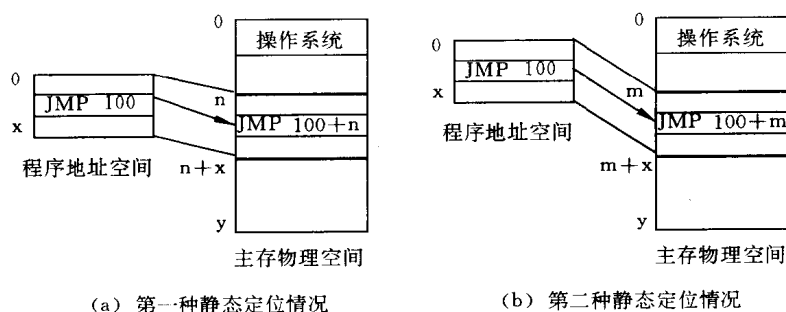 0
操作系统
0
JMP 100
x
程序地址空间
n
JMP 100+n
n+x
y
主存物理空间
(a) 第一种静态定位情况
0
操作系统
0
JMP 100
x
程序地址空间
m
JMP 100+m
m+x
y
主存物理空间
(b) 第二种静态定位情况